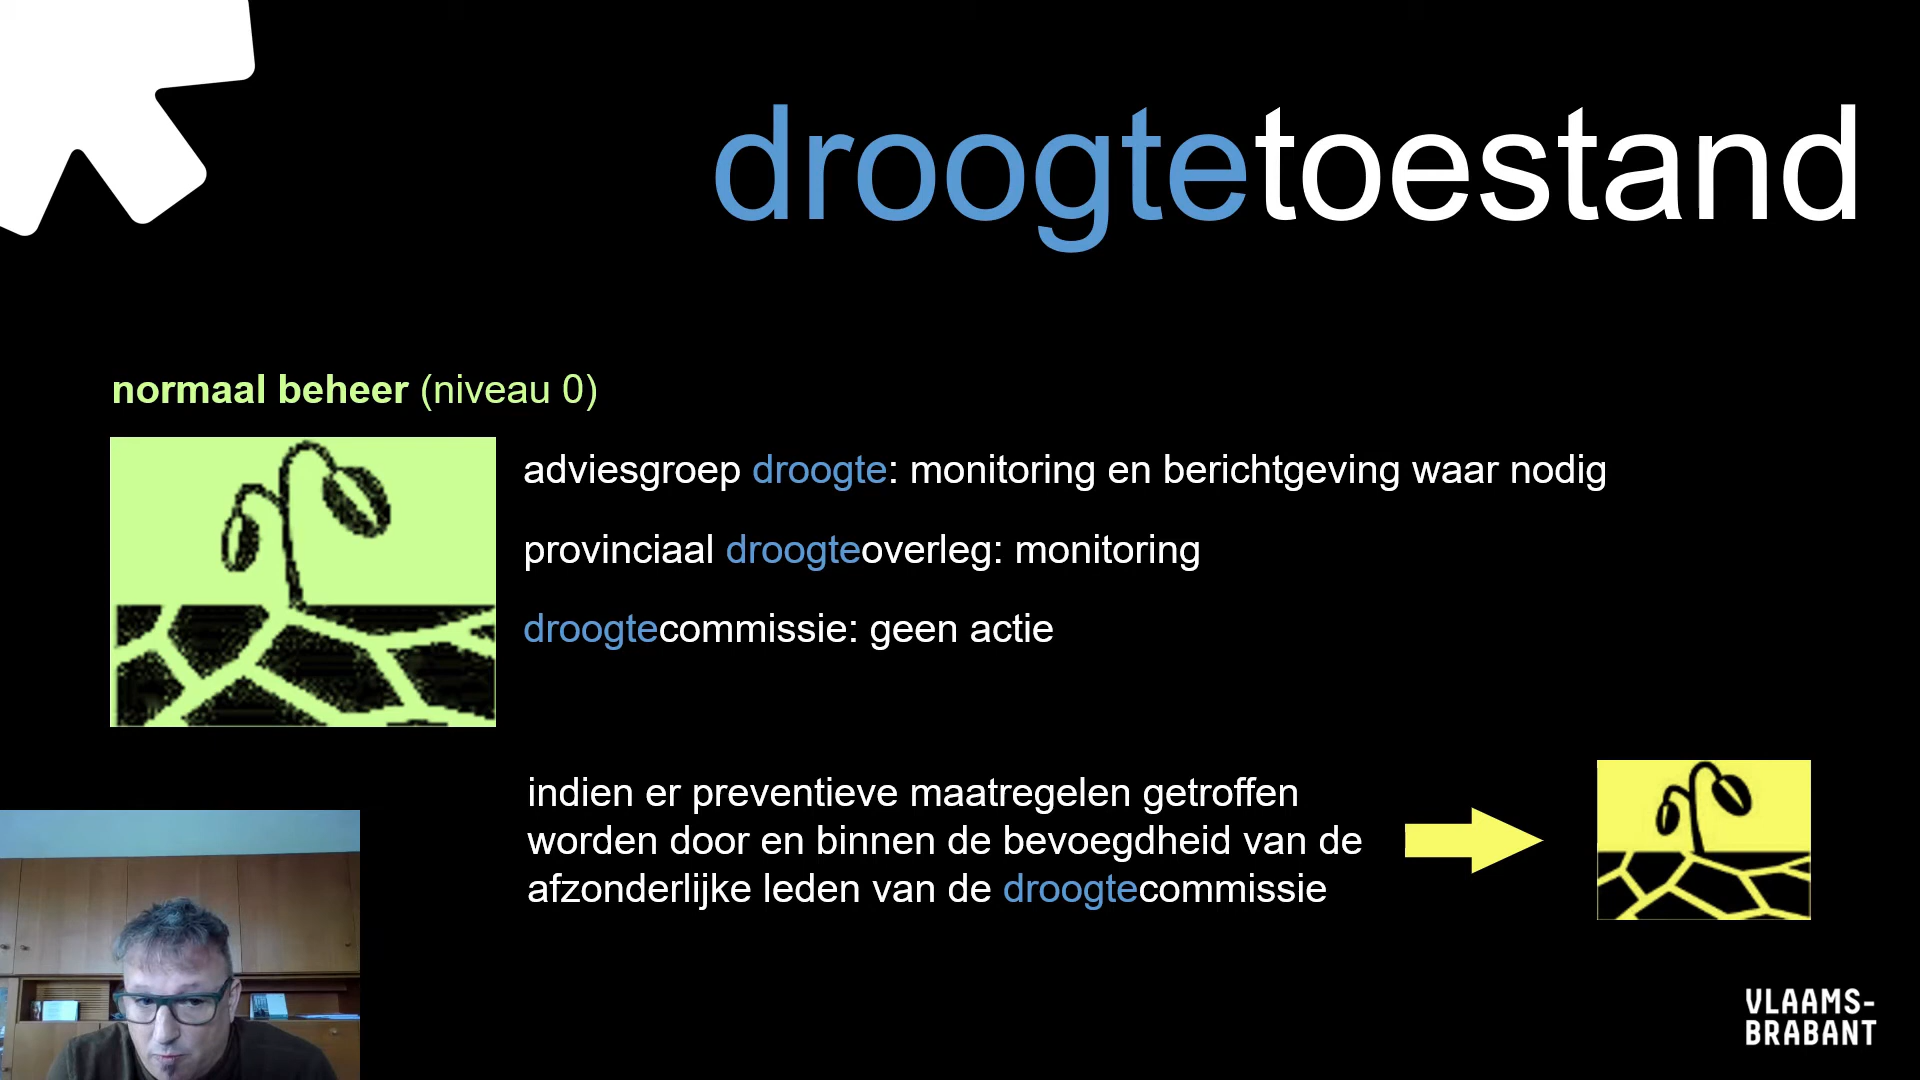 droogtetoestand
normaal beheer (niveau 0)
adviesgroep droogte: monitoring en berichtgeving waar nodig
provinciaal droogteoverleg: monitoring
droogtecommissie: geen actie
indien er preventieve maatregelen getroffen
worden door en binnen de bevoegdheid van de
afzonderlijke leden van de droogtecommissie
VLAAMS-
BRABANT